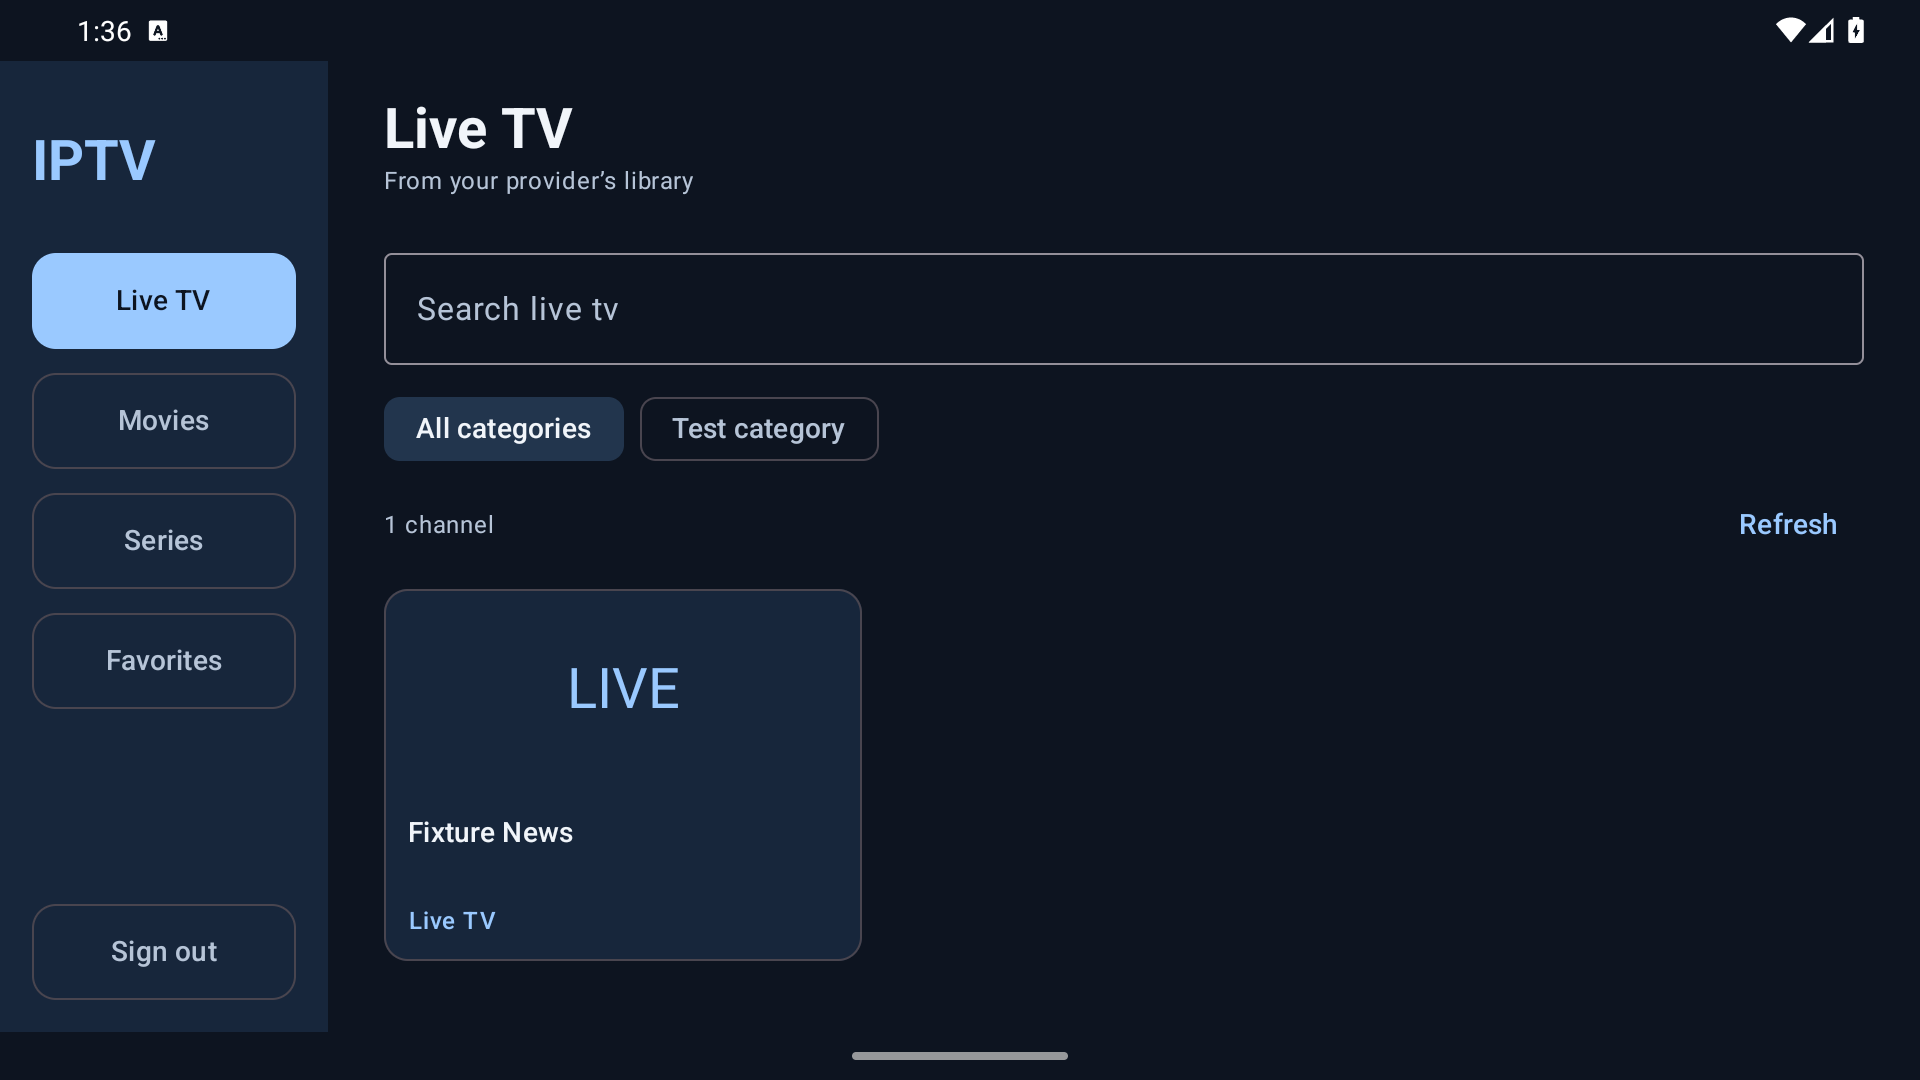 1:36
IPTV
Live TV
Movies
Series
Favorites
Sign out
Live TV
From your provider’s library
Search live tv
All categories
Test category
1 channel
Refresh
LIVE
Fixture News
Live TV